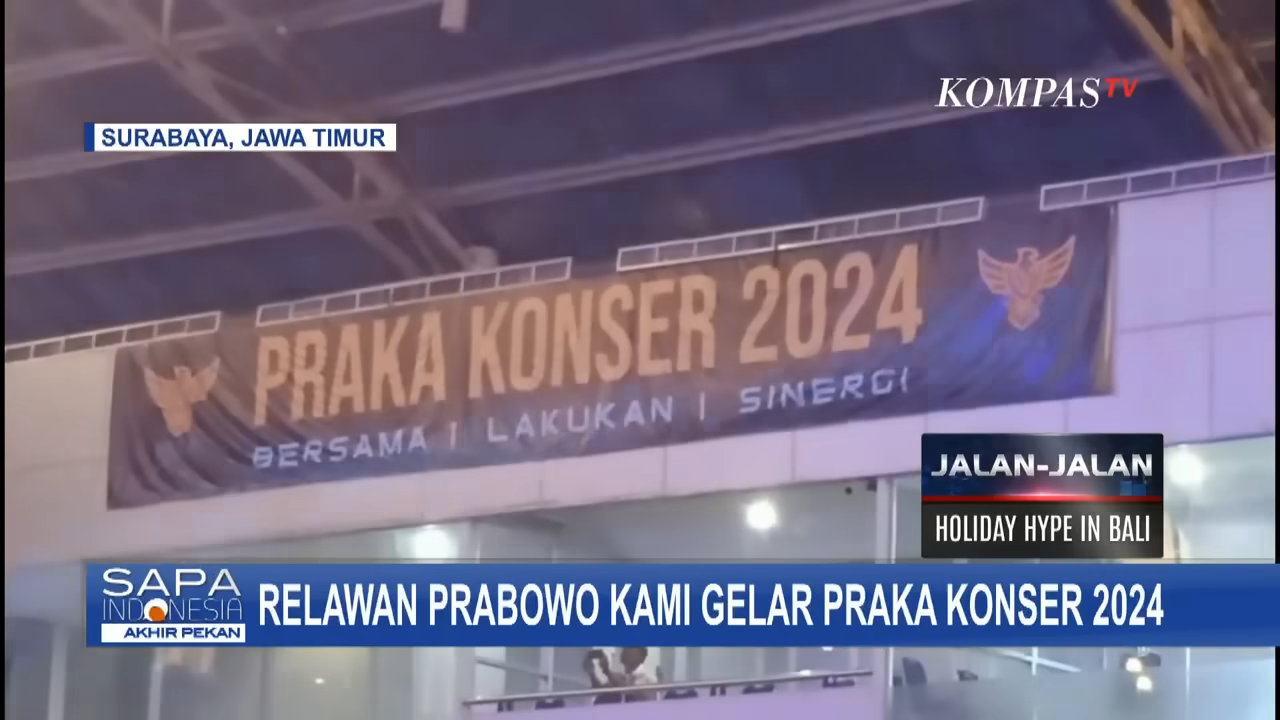 KOMPASTV
SURABAYA, JAWA TIMUR
PRAKA KONSER 2024
BERSAMA | LAKUKAN | SINERGI
JALAN-JALAN
HOLIDAY HYPE IN BALI
SAPA
INDONESIA
AKHIR PEKAN
RELAWAN PRABOWO KAMI GELAR PRAKA KONSER 2024